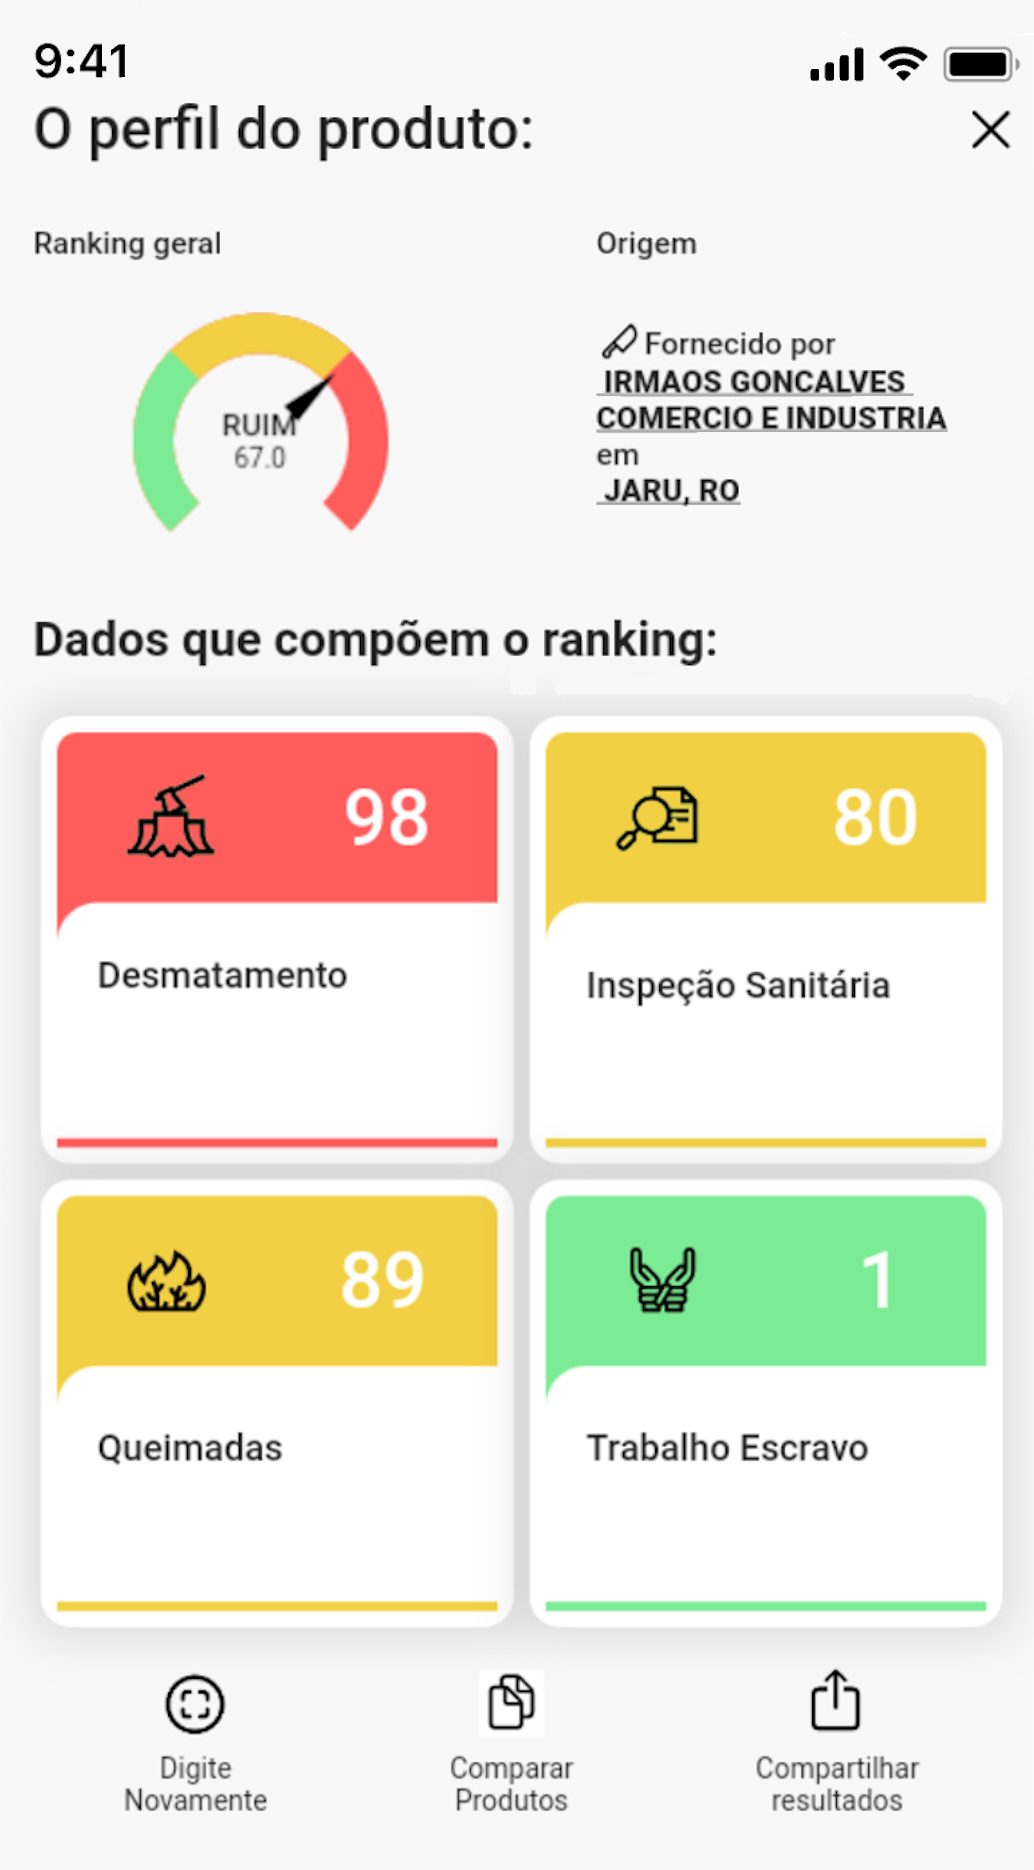 9:41
O perfil do produto:
Ranking geral
RUIM
67.0
Origem
Fornecido por
IRMAOS GONCALVES
COMERCIO E INDUSTRIA
em
JARU, RO
Dados que compõem o ranking:
98
Desmatamento
80
Inspeção Sanitária
89
Queimadas
1
Trabalho Escravo
Digite
Novamente
Comparar
Produtos
Compartilhar
resultados